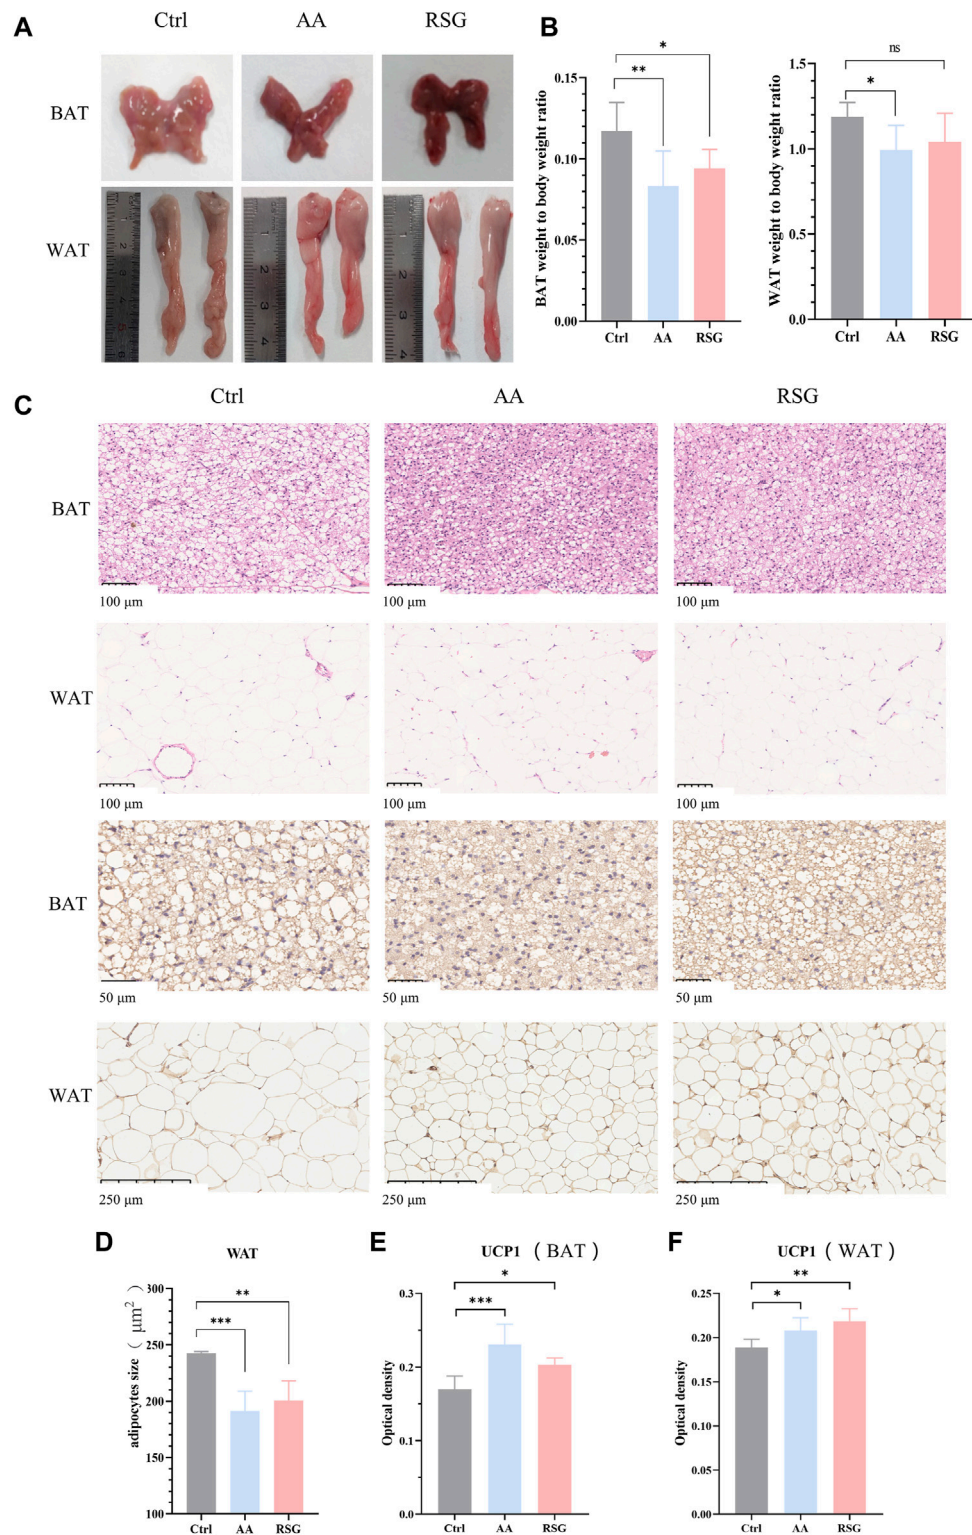 A
Ctrl
AA
RSG
BAT
WAT
B
BAT weight to body weight ratio
0.15
0.10
0.05
0.00
*
**
Ctrl
AA
RSG
WAT weight to body weight ratio
1.5
1.0
0.5
0.0
ns
*
Ctrl
AA
RSG
C
Ctrl
AA
RSG
BAT
100 μm
100 μm
100 μm
WAT
100 μm
100 μm
100 μm
BAT
50 μm
50 μm
50 μm
WAT
250 μm
250 μm
250 μm
D
WAT
adipocytes size ( μm² )
300
250
200
150
100
**
***
Ctrl
AA
RSG
E
UCP1 ( BAT )
Optical density
0.3
0.2
0.1
0.0
*
***
Ctrl
AA
RSG
F
UCP1 ( WAT )
Optical density
0.25
0.20
0.15
0.10
0.05
0.00
**
*
Ctrl
AA
RSG